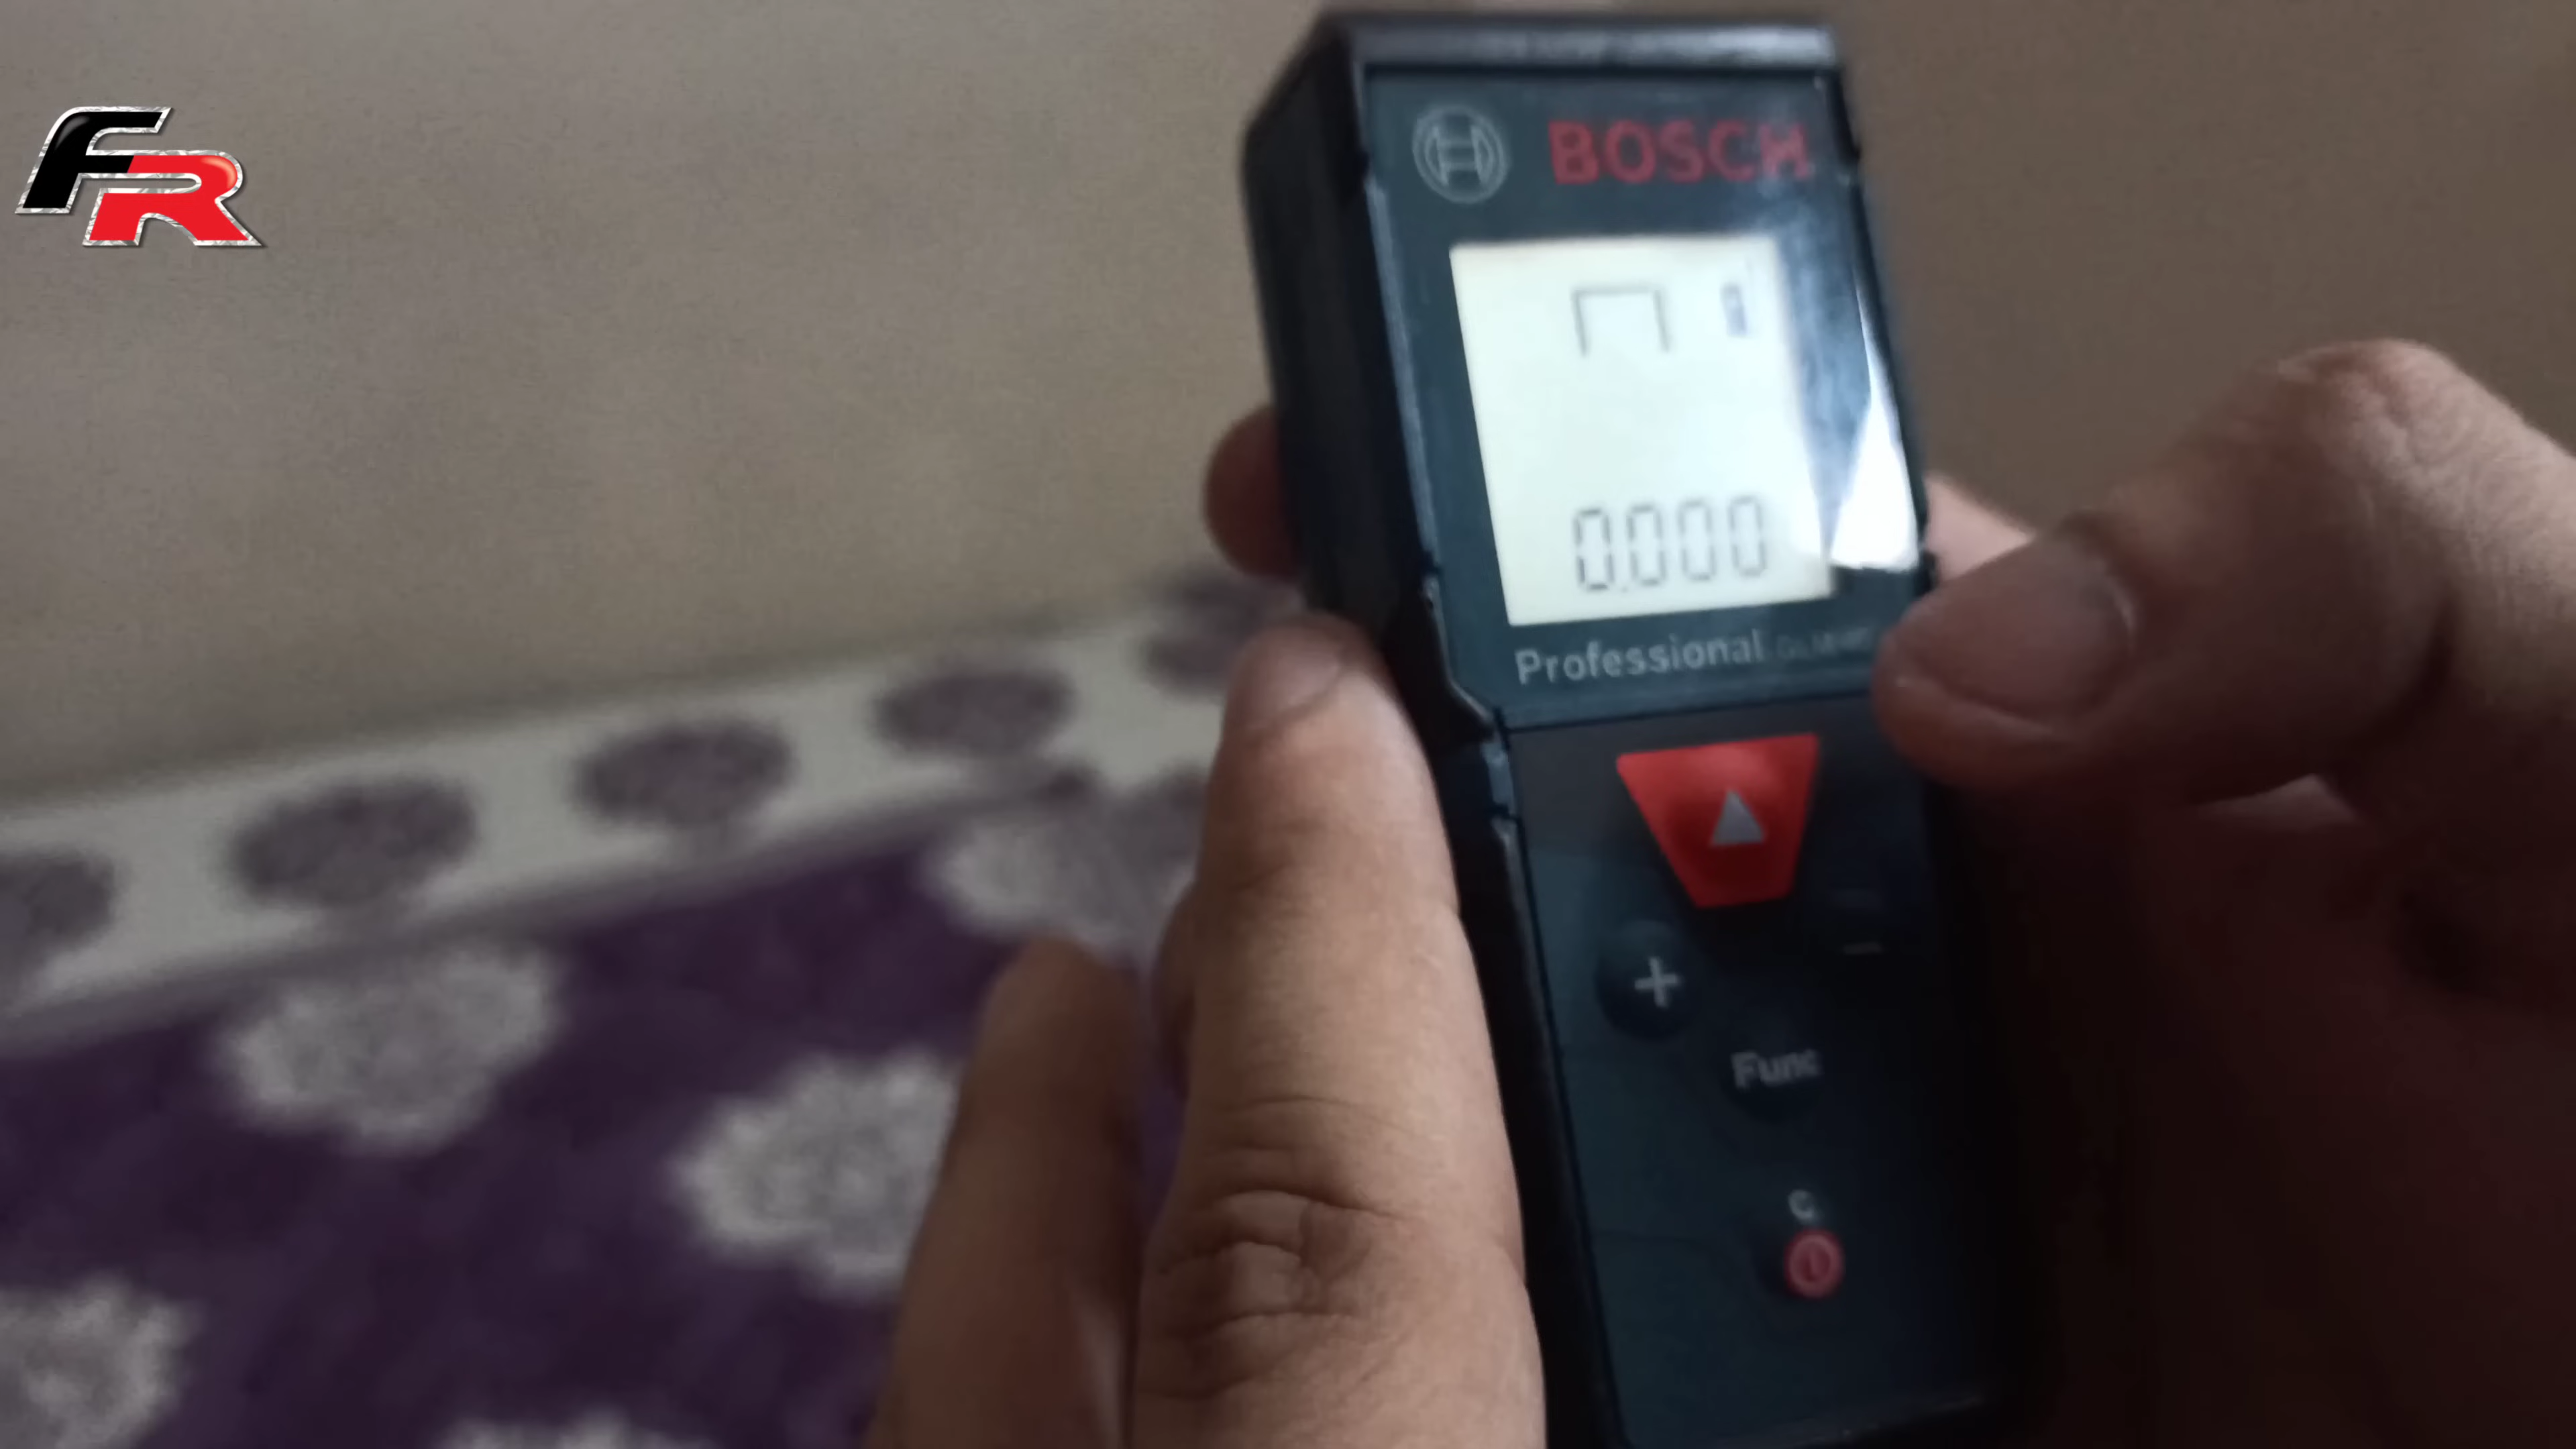 FR
BOSCH
0.000
Professional
+
−
Func
C